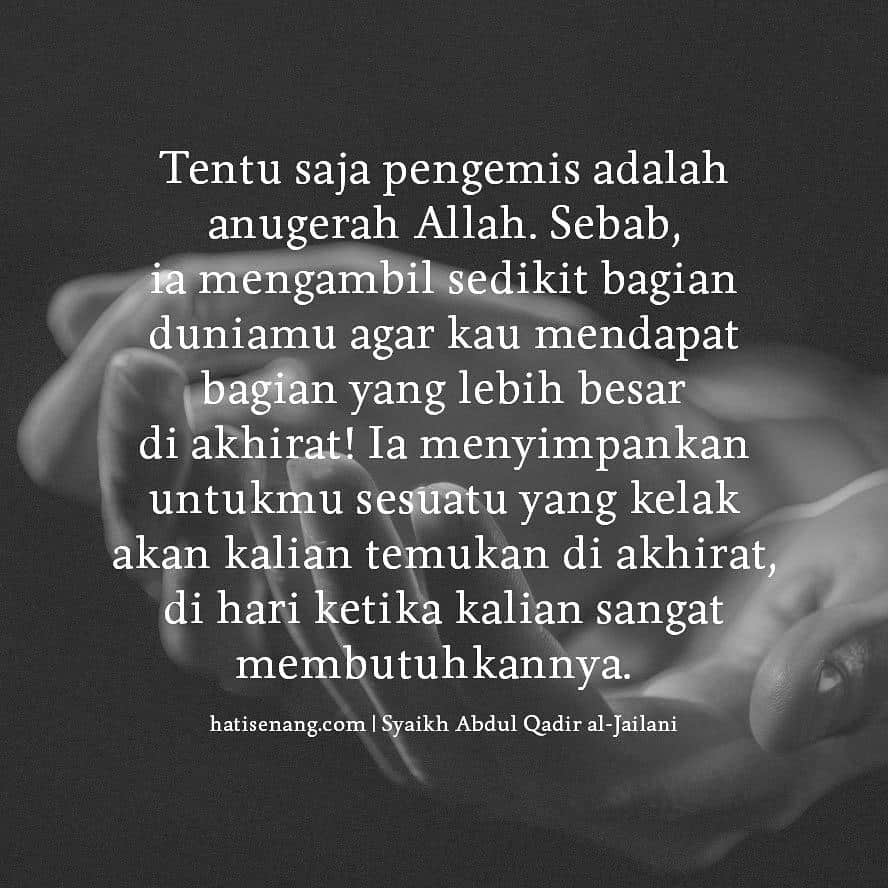 Tentu saja pengemis adalah
anugerah Allah. Sebab,
ia mengambil sedikit bagian
duniamu agar kau mendapat
bagian yang lebih besar
di akhirat! Ia menyimpankan
untukmu sesuatu yang kelak
akan kalian temukan di akhirat,
di hari ketika kalian sangat
membutuhkannya.
hatisenang.com | Syaikh Abdul Qadir al-Jailani